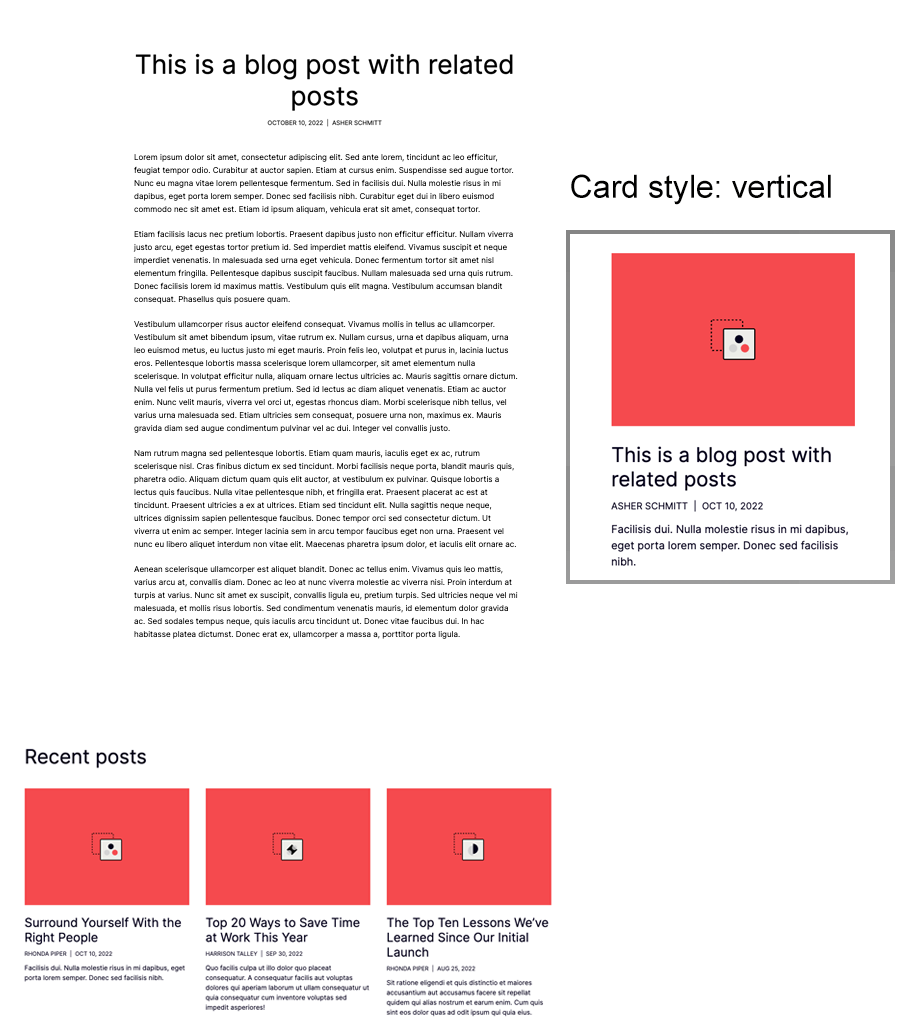 This is a blog post with related
posts
OCTOBER 10, 2022 | ASHER SCHMITT
Lorem ipsum dolor sit amet, consectetur adipiscing elit. Sed ante lorem, tincidunt ac leo efficitur,
feugiat tempor odio. Curabitur at auctor sapien. Etiam at cursus enim. Suspendisse sed augue tortor.
Nunc eu magna vitae lorem pellentesque fermentum. Sed in facilisis dui. Nulla molestie risus in mi
dapibus, eget porta lorem semper. Donec sed facilisis nibh. Curabitur eget dui in libero euismod
commodo nec sit amet est. Etiam id ipsum aliquam, vehicula erat sit amet, consequat tortor.
Etiam facilisis lacus nec pretium lobortis. Praesent dapibus justo non efficitur efficitur. Nullam viverra
justo arcu, eget egestas tortor pretium id. Sed imperdiet mattis eleifend. Vivamus suscipit et neque
imperdiet venenatis. In malesuada sed urna eget vehicula. Donec fermentum tortor sit amet nisl
elementum fringilla. Pellentesque dapibus suscipit faucibus. Nullam malesuada sed urna quis rutrum.
Donec facilisis lorem id maximus mattis. Vestibulum quis elit magna. Vestibulum accumsan blandit
consequat. Phasellus quis posuere quam.
Vestibulum ullamcorper risus auctor eleifend consequat. Vivamus mollis in tellus ac ullamcorper.
Vestibulum sit amet bibendum ipsum, vitae rutrum ex. Nullam cursus, urna et dapibus aliquam, urna
leo euismod metus, eu luctus justo mi eget mauris. Proin felis leo, volutpat et purus in, lacinia luctus
eros. Pellentesque lobortis massa scelerisque lorem ullamcorper, sit amet elementum nulla
scelerisque. In volutpat efficitur nulla, aliquam ornare lectus ultricies ac. Mauris sagittis ornare dictum.
Nulla vel felis ut purus fermentum pretium. Sed id lectus ac diam aliquet venenatis. Etiam ac auctor
enim. Nunc velit mauris, viverra vel orci ut, egestas rhoncus diam. Morbi scelerisque nibh tellus, vel
varius urna malesuada sed. Etiam ultricies sem consequat, posuere urna non, maximus ex. Mauris
gravida diam sed augue condimentum pulvinar vel ac dui. Integer vel convallis justo.
Nam rutrum magna sed pellentesque lobortis. Etiam quam mauris, iaculis eget ex ac, rutrum
scelerisque nisl. Cras finibus dictum ex sed tincidunt. Morbi facilisis neque porta, blandit mauris quis,
pharetra odio. Aliquam dictum quam quis elit auctor, at vestibulum ex pulvinar. Quisque lobortis a
lectus quis faucibus. Nulla vitae pellentesque nibh, et fringilla erat. Praesent placerat ac est at
tincidunt. Praesent ultricies a ex at ultrices. Etiam sed tincidunt elit. Nulla sagittis neque neque,
ultrices dignissim sapien pellentesque faucibus. Donec tempor orci sed consectetur dictum. Ut
viverra ut enim ac semper. Integer lacinia sem in arcu tempor faucibus eget non urna. Praesent vel
nunc eu libero aliquet interdum non vitae elit. Maecenas pharetra ipsum dolor, et iaculis elit ornare ac.
Aenean scelerisque ullamcorper est aliquet blandit. Donec ac tellus enim. Vivamus quis leo mattis,
varius arcu at, convallis diam. Donec ac leo at nunc viverra molestie ac viverra nisi. Proin interdum at
turpis at varius. Nunc sit amet ex suscipit, convallis ligula eu, pretium turpis. Sed ultricies neque vel mi
malesuada, et mollis risus lobortis. Sed condimentum venenatis mauris, id elementum dolor gravida
ac. Sed sodales tempus neque, quis iaculis arcu tincidunt ut. Donec vitae faucibus dui. In hac
habitasse platea dictumst. Donec erat ex, ullamcorper a massa a, porttitor porta ligula.
Card style: vertical
This is a blog post with
related posts
ASHER SCHMITT | OCT 10, 2022
Facilisis dui. Nulla molestie risus in mi dapibus,
eget porta lorem semper. Donec sed facilisis
nibh.
Recent posts
Surround Yourself With the
Right People
RHONDA PIPER | OCT 10, 2022
Facilisis dui. Nulla molestie risus in mi dapibus, eget
porta lorem semper. Donec sed facilisis nibh.
Top 20 Ways to Save Time
at Work This Year
HARRISON TALLEY | SEP 30, 2022
Quo facilis culpa ut illo dolor quo placeat
consequatur. A consequatur facilis aut voluptas
dolores qui aperiam laborum ut ullam consequatur ut
quia consequatur cum inventore voluptas sed
impedit asperiores!
The Top Ten Lessons We've
Learned Since Our Initial
Launch
RHONDA PIPER | AUG 25, 2022
Sit ratione eligendi et quis distinctio et maiores
accusantium aut accusamus facere sit repellat
quidem qui alias nostrum et earum enim. Cum quis
sint eos dolor quas ad odit ipsum qui quia eius.